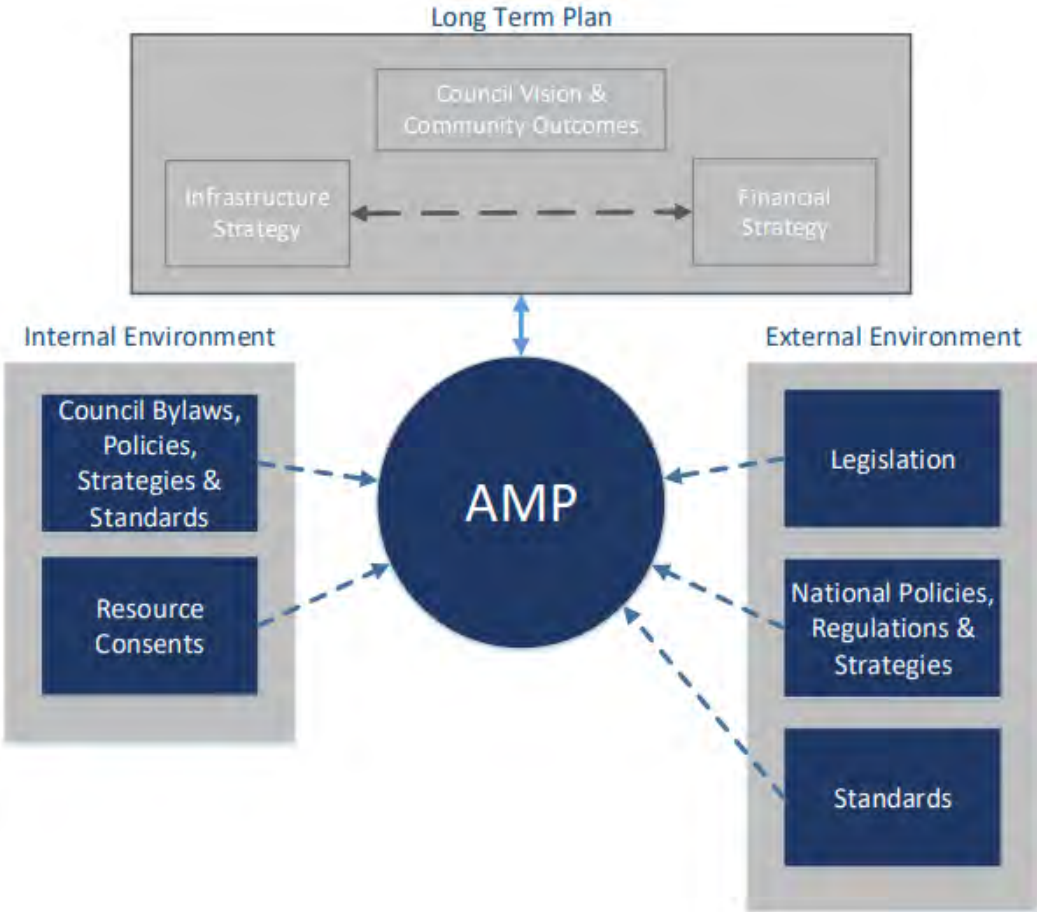 Long Term Plan
Council Vision &
Community Outcomes
Infrastructure
Strategy
Financial
Strategy
Internal Environment
Council Bylaws,
Policies,
Strategies &
Standards
Resource
Consents
AMP
External Environment
Legislation
National Policies,
Regulations &
Strategies
Standards